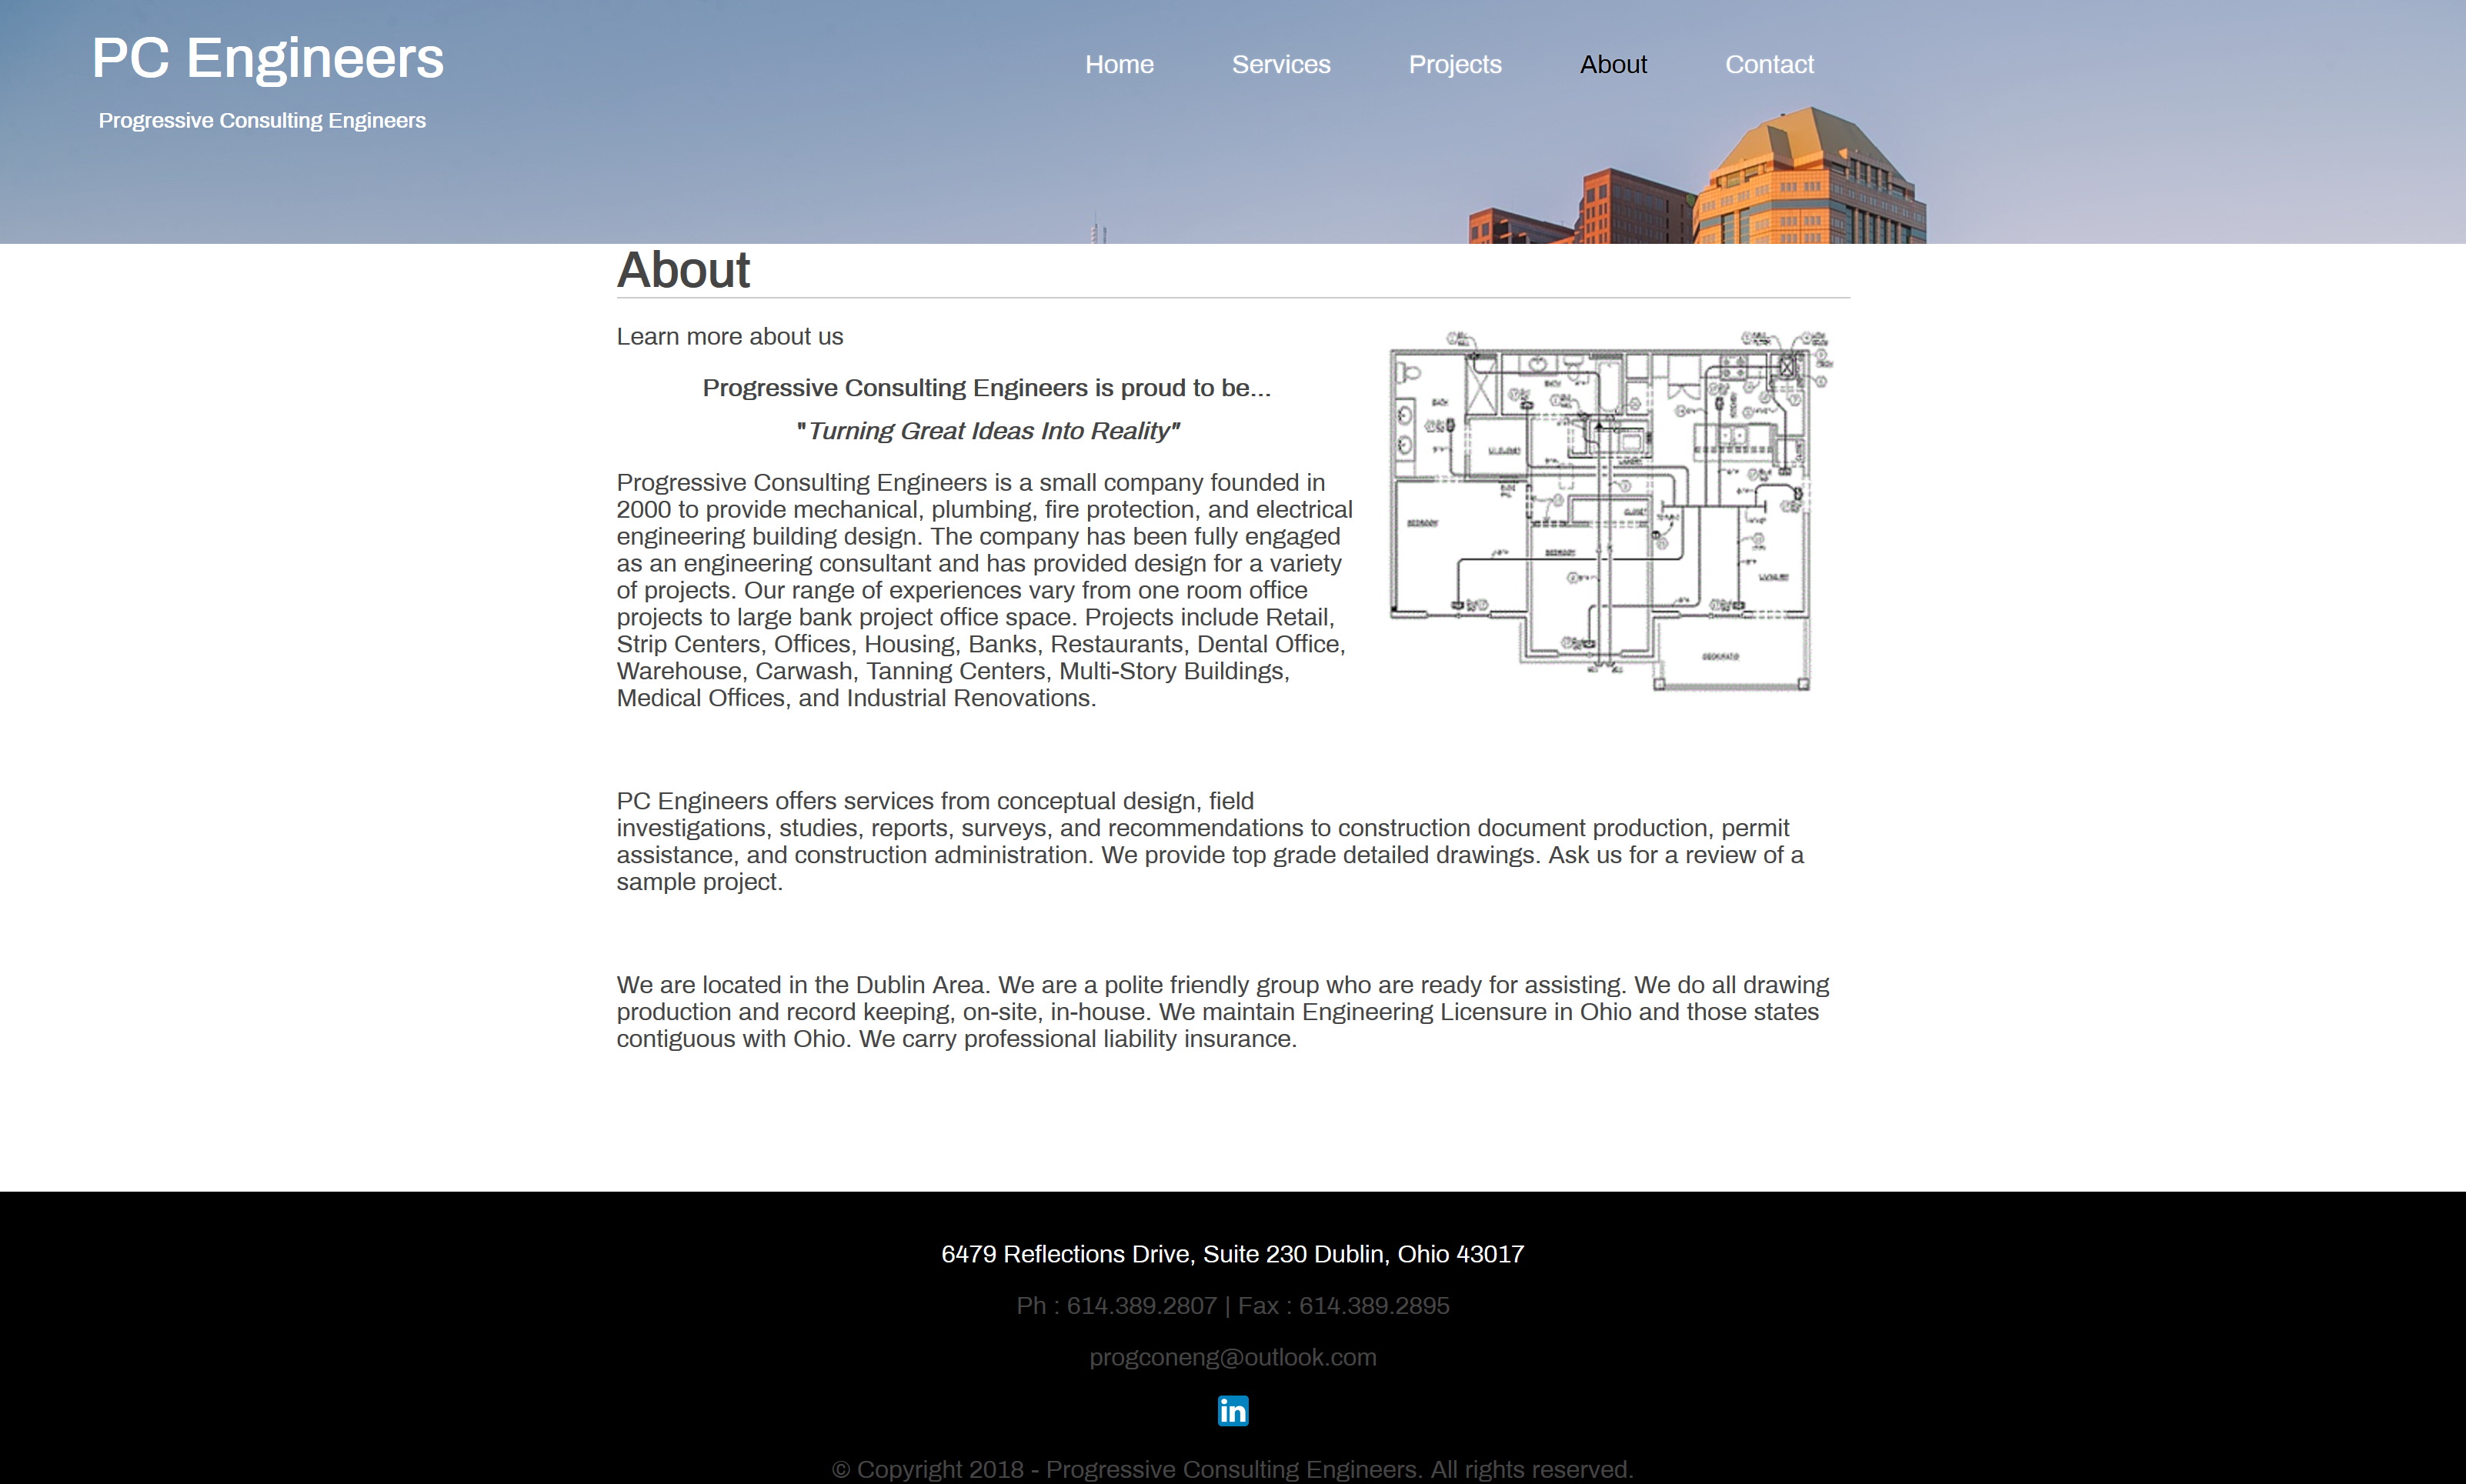 PC Engineers
Progressive Consulting Engineers
Home
Services
Projects
About
Contact
About
Learn more about us
Progressive Consulting Engineers is proud to be...
"Turning Great Ideas Into Reality"
Progressive Consulting Engineers is a small company founded in
2000 to provide mechanical, plumbing, fire protection, and electrical
engineering building design. The company has been fully engaged
as an engineering consultant and has provided design for a variety
of projects. Our range of experiences vary from one room office
projects to large bank project office space. Projects include Retail,
Strip Centers, Offices, Housing, Banks, Restaurants, Dental Office,
Warehouse, Carwash, Tanning Centers, Multi-Story Buildings,
Medical Offices, and Industrial Renovations.
BEDROOM
BEDROOM
PC Engineers offers services from conceptual design, field
investigations, studies, reports, surveys, and recommendations to construction document production, permit
assistance, and construction administration. We provide top grade detailed drawings. Ask us for a review of a
sample project.
We are located in the Dublin Area. We are a polite friendly group who are ready for assisting. We do all drawing
production and record keeping, on-site, in-house. We maintain Engineering Licensure in Ohio and those states
contiguous with Ohio. We carry professional liability insurance.
6479 Reflections Drive, Suite 230 Dublin, Ohio 43017
Ph : 614.389.2807 | Fax : 614.389.2895
progconeng@outlook.com
in
© Copyright 2018 - Progressive Consulting Engineers. All rights reserved.